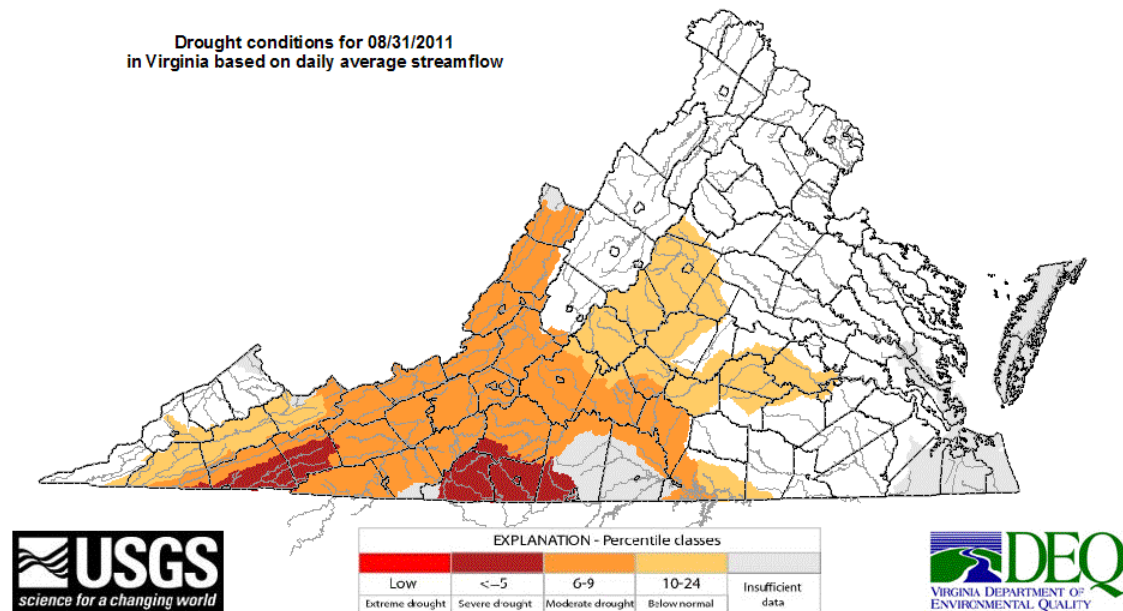 Drought conditions for 08/31/2011
in Virginia based on daily average streamflow
USGS
science for a changing world
EXPLANATION - Percentile classes
Low <=5 6-9 10-24 Insufficient data
Extreme drought Severe drought Moderate drought Below normal
DEQ
VIRGINIA DEPARTMENT OF
ENVIRONMENTAL QUALITY